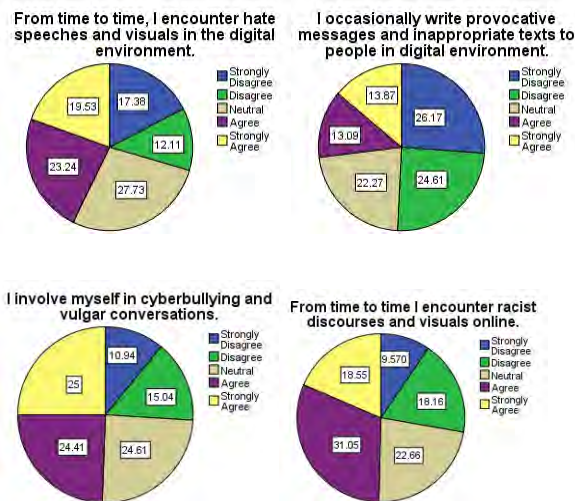 From time to time, I encounter hate
speeches and visuals in the digital
environment.
Strongly
Disagree
Disagree
Neutral
Agree
Strongly
Agree
17.38
12.11
27.73
23.24
19.53
I occasionally write provocative
messages and inappropriate texts to
people in digital environment.
Strongly
Disagree
Disagree
Neutral
Agree
Strongly
Agree
26.17
24.61
22.27
13.09
13.87
I involve myself in cyberbullying and
vulgar conversations.
Strongly
Disagree
Disagree
Neutral
Agree
Strongly
Agree
10.94
15.04
24.61
24.41
25
From time to time I encounter racist
discourses and visuals online.
Strongly
Disagree
Disagree
Neutral
Agree
Strongly
Agree
9.570
18.16
22.66
31.05
18.55